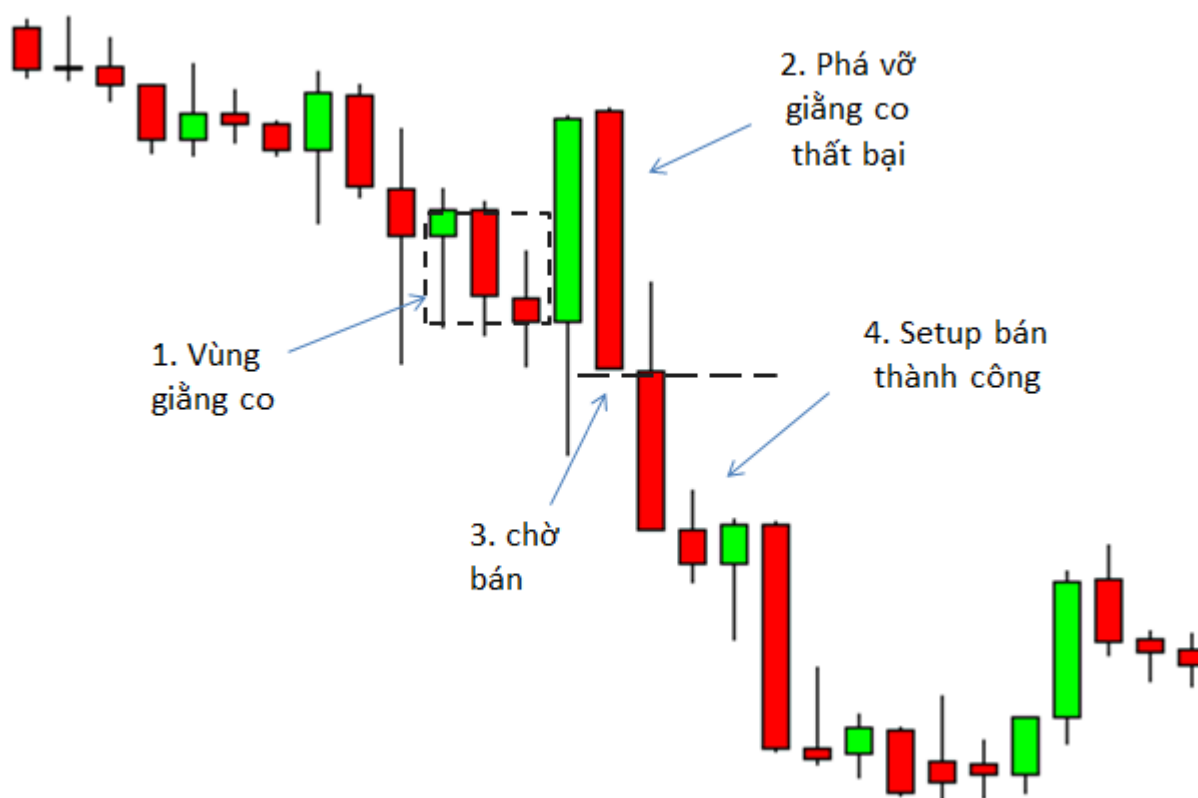 2. Phá vỡ
giằng co
thất bại
1. Vùng
giằng co
4. Setup bán
thành công
3. chờ
bán